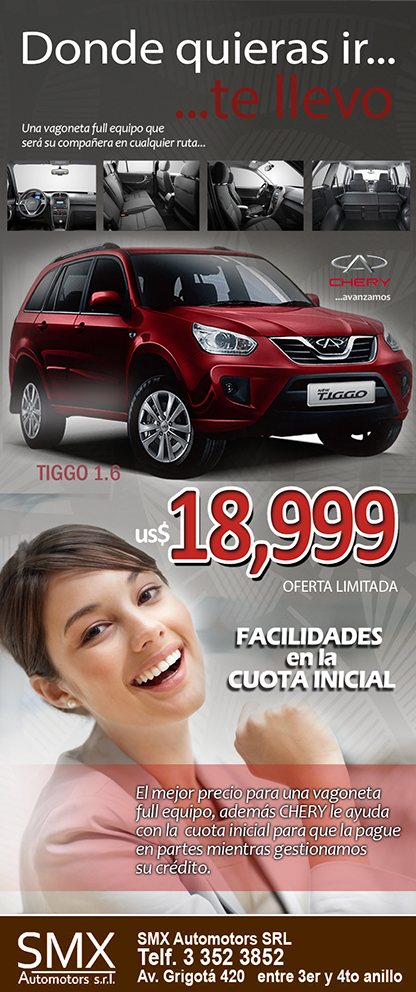 Donde quieras ir...
...te llevo
Una vagoneta full equipo que
será su compañera en cualquier ruta...
CHERY
...avanzamos
NEW
TIGGO
TIGGO 1.6
us$ 18,999
OFERTA LIMITADA
FACILIDADES
en la
CUOTA INICIAL
El mejor precio para una vagoneta
full equipo, además CHERY le ayuda
con la cuota inicial para que la pague
en partes mientras gestionamos
su crédito.
SMX
Automotors s.r.l.
SMX Automotors SRL
Telf. 3 352 3852
Av. Grigotá 420 entre 3er y 4to anillo